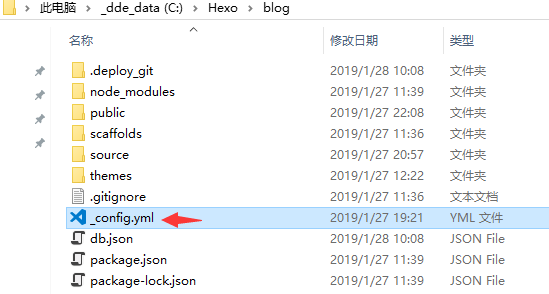 此电脑 › _dde_data (C:) › Hexo › blog
名称 修改日期 类型
.deploy_git 2019/1/28 10:08 文件夹
node_modules 2019/1/27 11:39 文件夹
public 2019/1/27 22:08 文件夹
scaffolds 2019/1/27 11:36 文件夹
source 2019/1/27 20:57 文件夹
themes 2019/1/27 12:22 文件夹
.gitignore 2019/1/27 11:36 文本文档
_config.yml 2019/1/27 19:21 YML 文件
db.json 2019/1/28 10:08 JSON File
package.json 2019/1/27 11:39 JSON File
package-lock.json 2019/1/27 11:39 JSON File